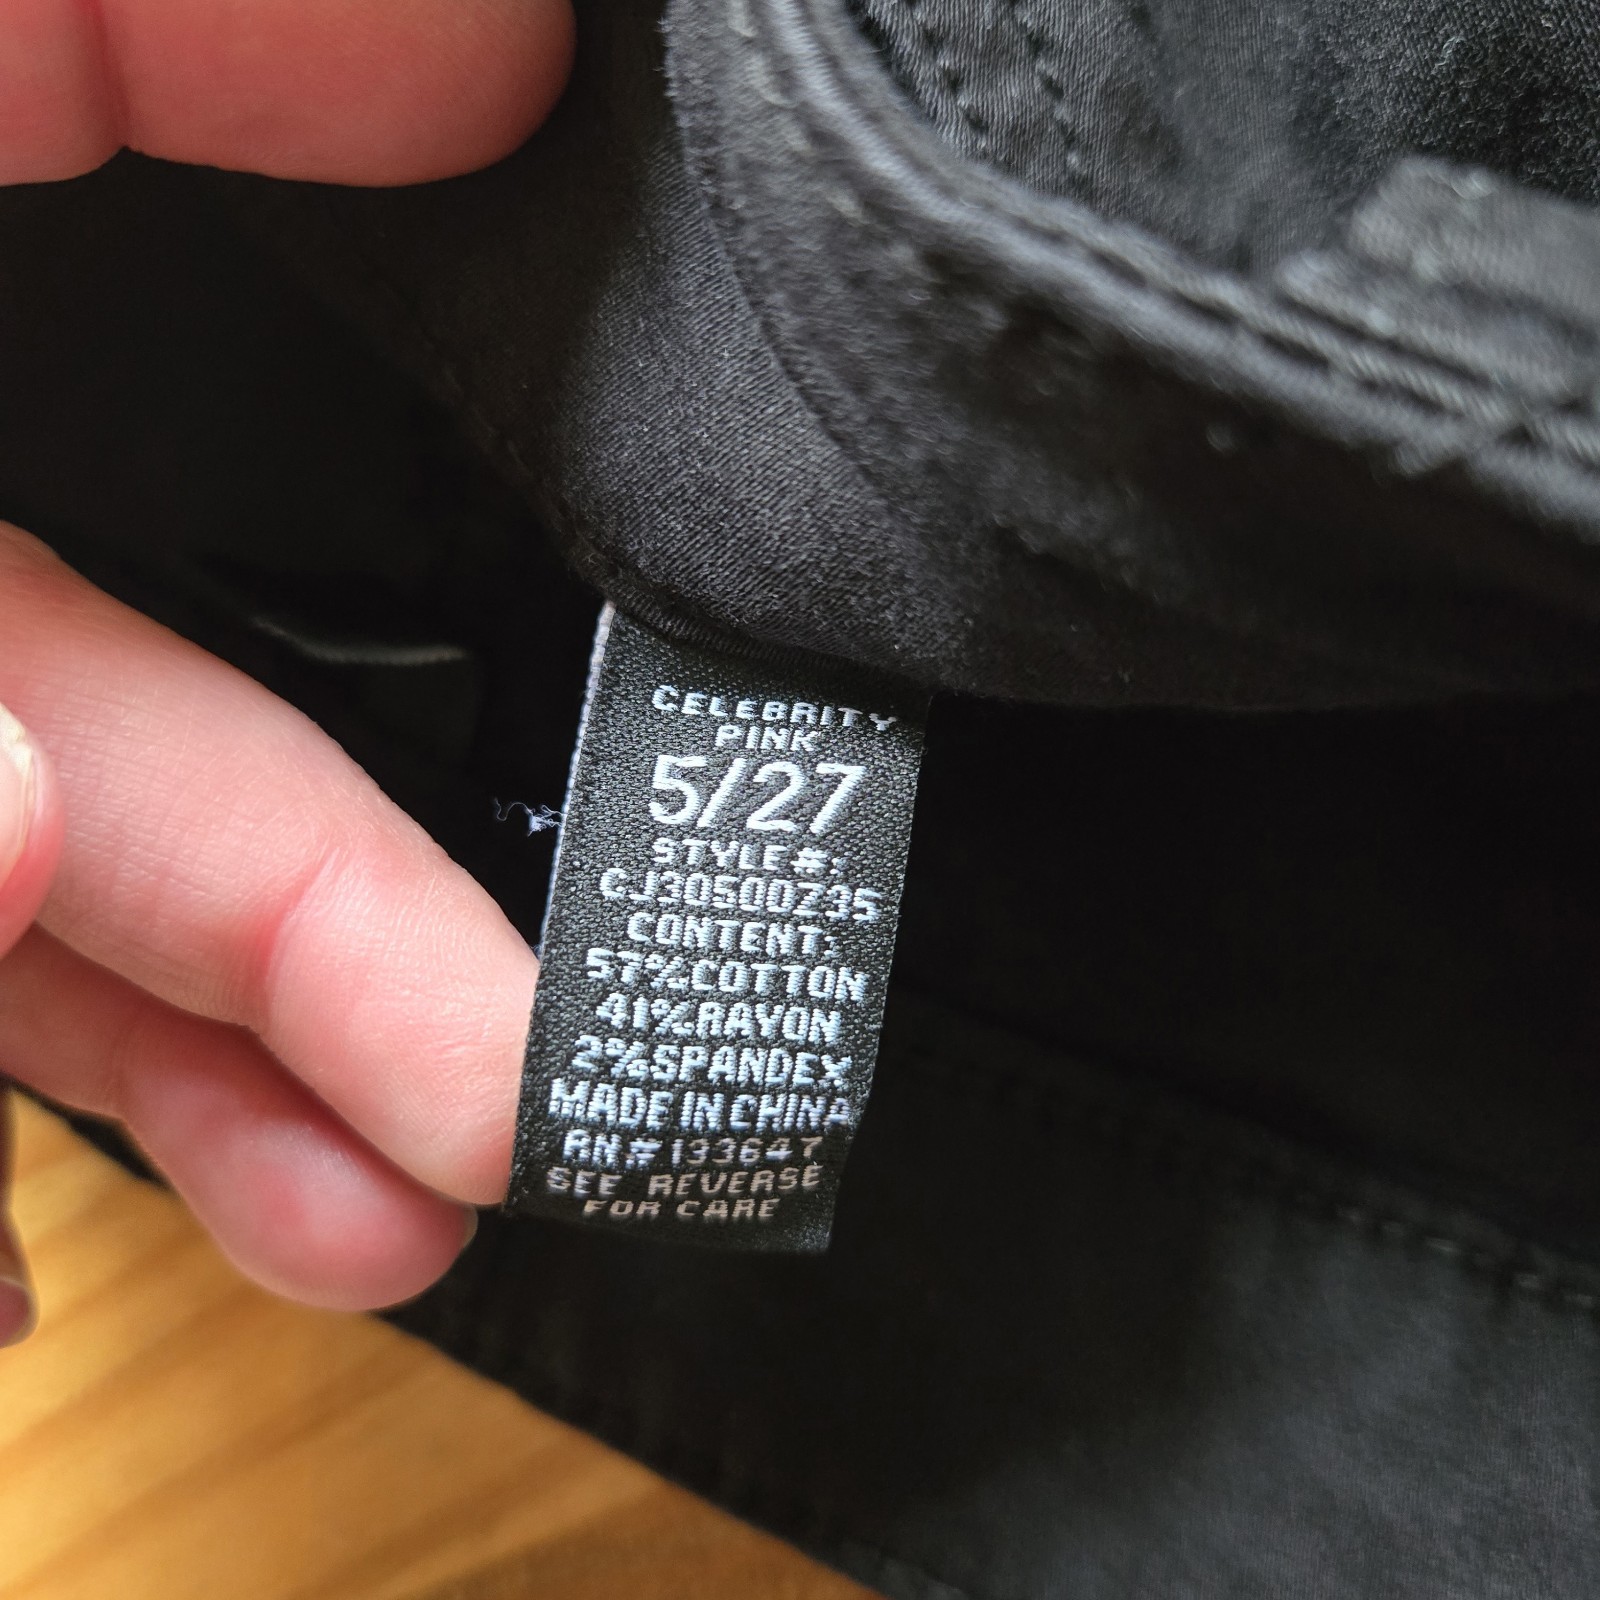 CELEBRITY
PINK
5/27
STYLE#:
CJ30500Z35
CONTENT:
57%COTTON
41%RAYON
2%SPANDEX
MADE IN CHINA
RN#133647
SEE REVERSE
FOR CARE